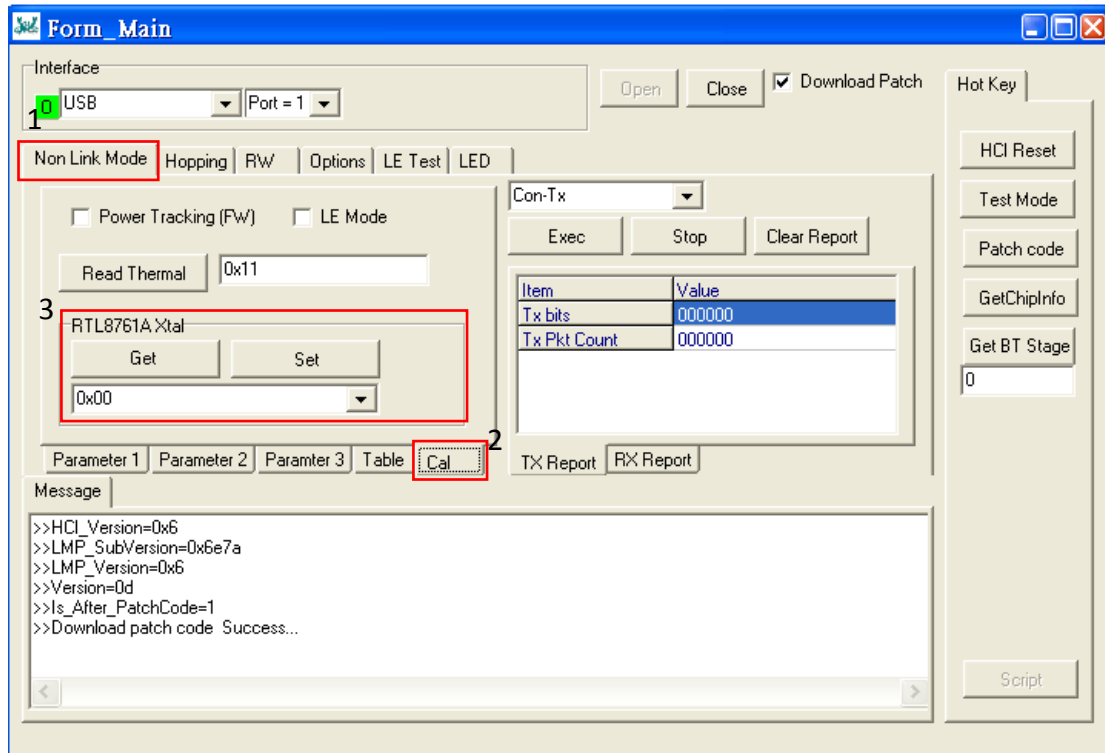 Form_Main
Interface
0 USB Port = 1
Open Close Download Patch
Hot Key
1
Non Link Mode Hopping RW Options LE Test LED
HCI Reset
Test Mode
Patch code
GetChipInfo
Get BT Stage
0
Script
Power Tracking (FW) LE Mode
Read Thermal 0x11
3
RTL8761A Xtal
Get Set
0x00
2
Parameter 1 Parameter 2 Paramter 3 Table Cal
Con-Tx
Exec Stop Clear Report
Item Value
Tx bits 000000
Tx Pkt Count 000000
TX Report RX Report
Message
>>HCI_Version=0x6
>>LMP_SubVersion=0x6e7a
>>LMP_Version=0x6
>>Version=0d
>>Is_After_PatchCode=1
>>Download patch code  Success...